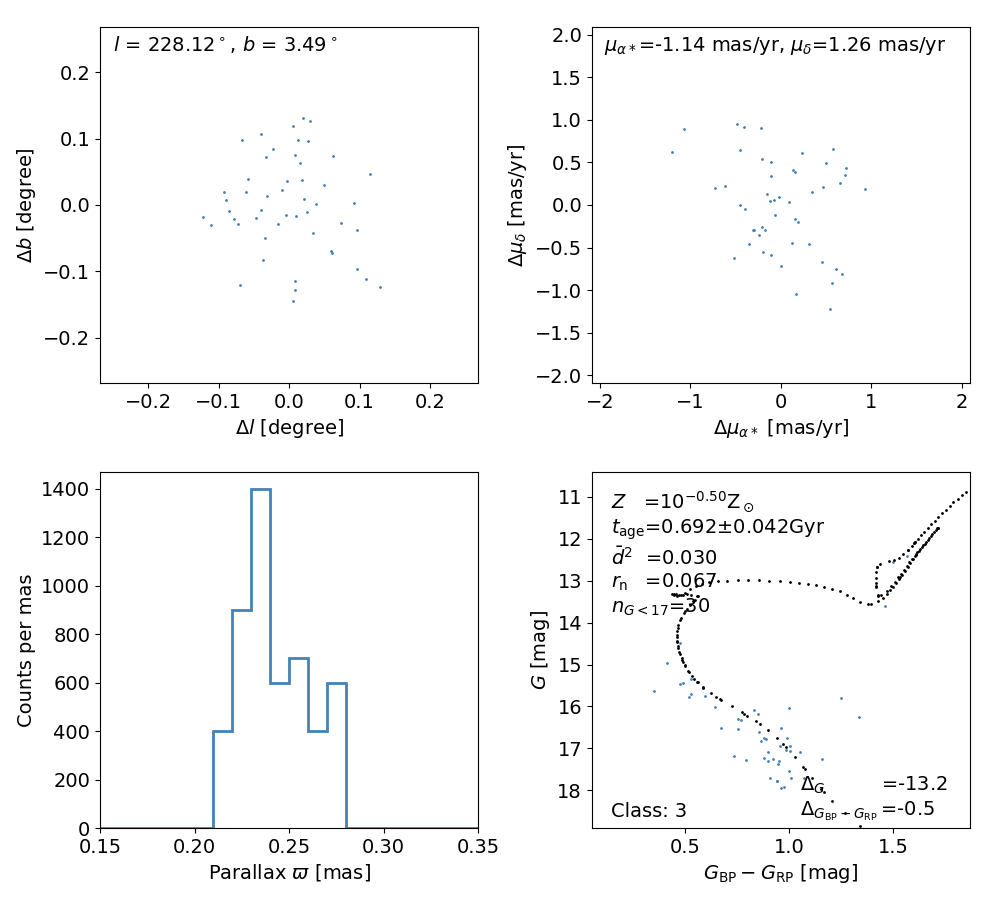 l = 228.12°, b = 3.49°
0.2
0.1
0.0
−0.1
−0.2
Δb [degree]
−0.2 −0.1 0.0 0.1 0.2
Δl [degree]
μα*=-1.14 mas/yr, μδ=1.26 mas/yr
2.0
1.5
1.0
0.5
0.0
−0.5
−1.0
−1.5
−2.0
Δμδ [mas/yr]
−2 −1 0 1 2
Δμα* [mas/yr]
1400
1200
1000
800
600
400
200
0
Counts per mas
0.15 0.20 0.25 0.30 0.35
Parallax ϖ [mas]
Z =10^−0.50 Z⊙
tage=0.692±0.042Gyr
d̄² =0.030
rn =0.067
nG<17=30
11
12
13
14
15
16
17
18
G [mag]
ΔG =-13.2
ΔGBP−GRP=-0.5
Class: 3
0.5 1.0 1.5
GBP − GRP [mag]